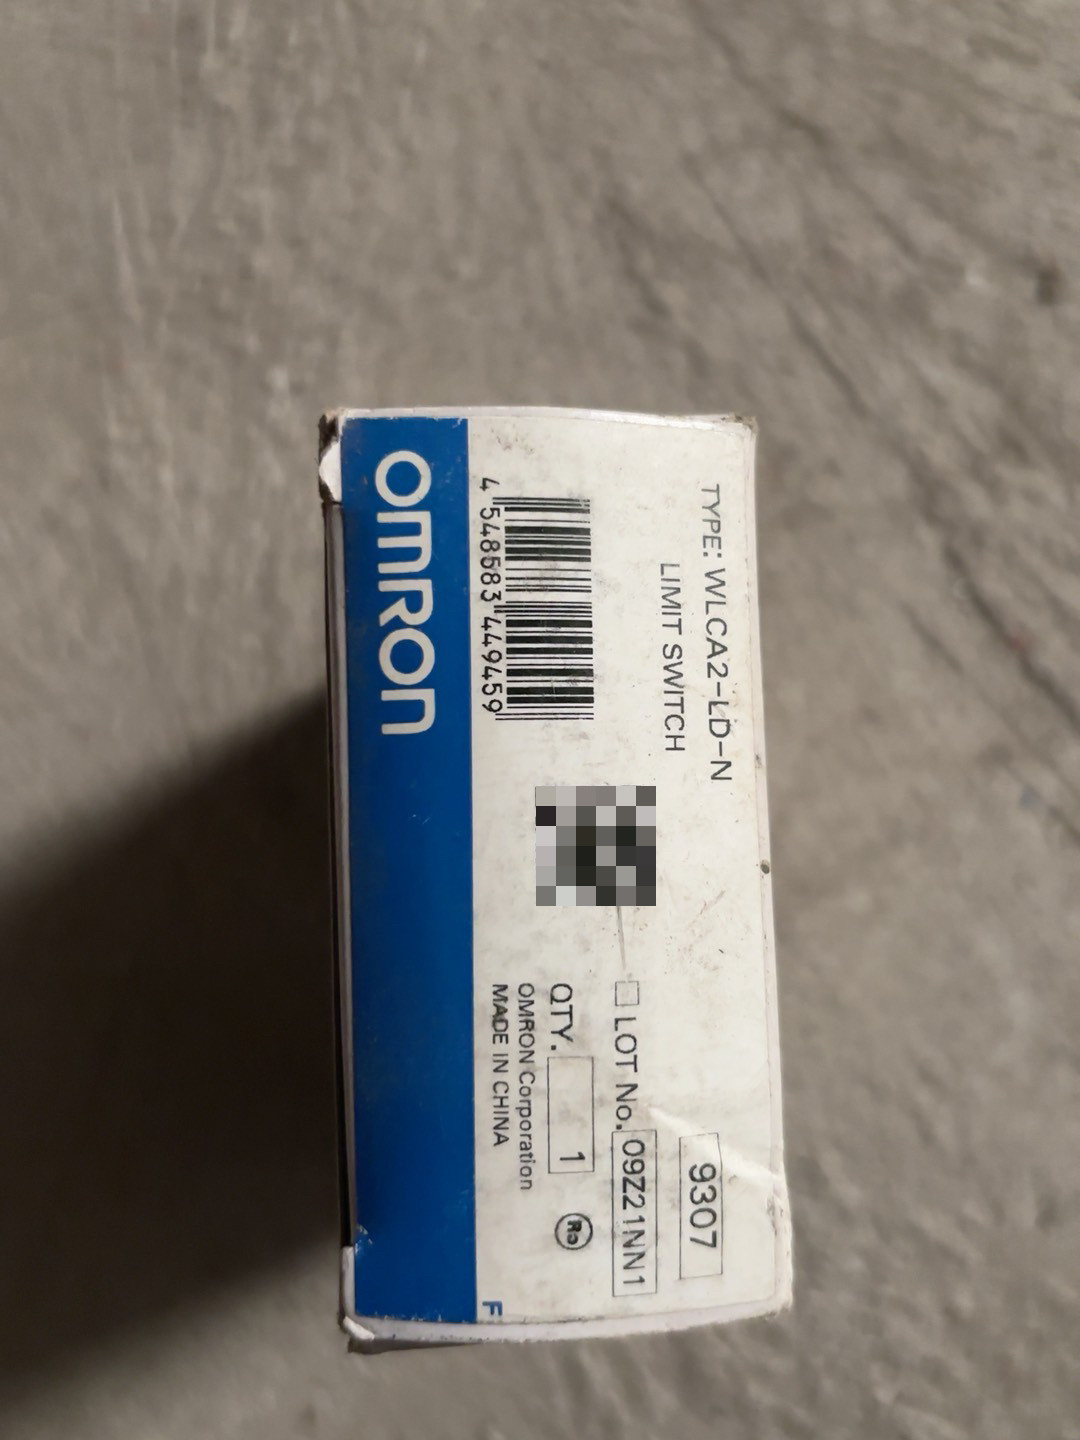 TYPE: WLCA2-LD-N
LIMIT SWITCH
9307
LOT No. 09Z21NN1
QTY. 1
OMRON Corporation
MADE IN CHINA
4 548583 449459
OMRON
F